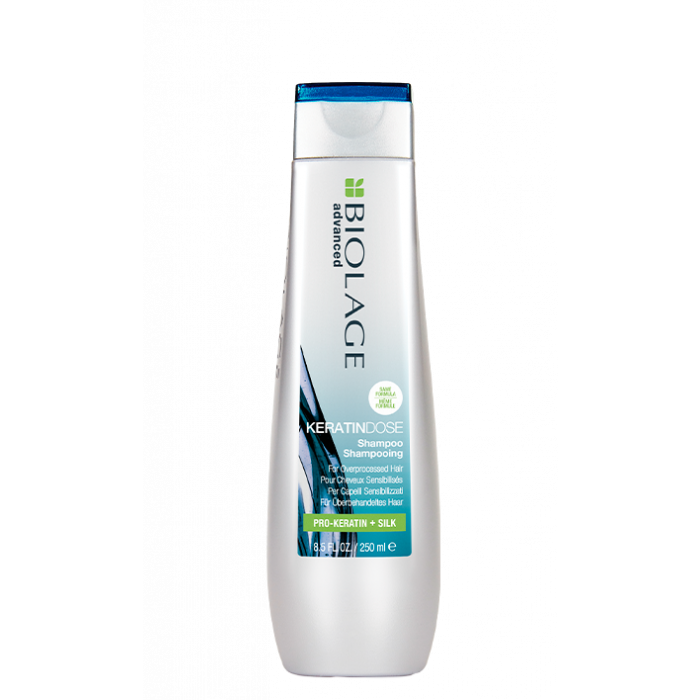 BIOLAGE
advanced
SAME FORMULA
MÊME FORMULE
KERATINDOSE
Shampoo
Shampooing
For Overprocessed Hair
Pour Cheveux Sensibilisés
Per Capelli Sensibilizzati
Für Überbehandeltes Haar
PRO-KERATIN + SILK
8.5 FL.OZ. / 250 ml ℮